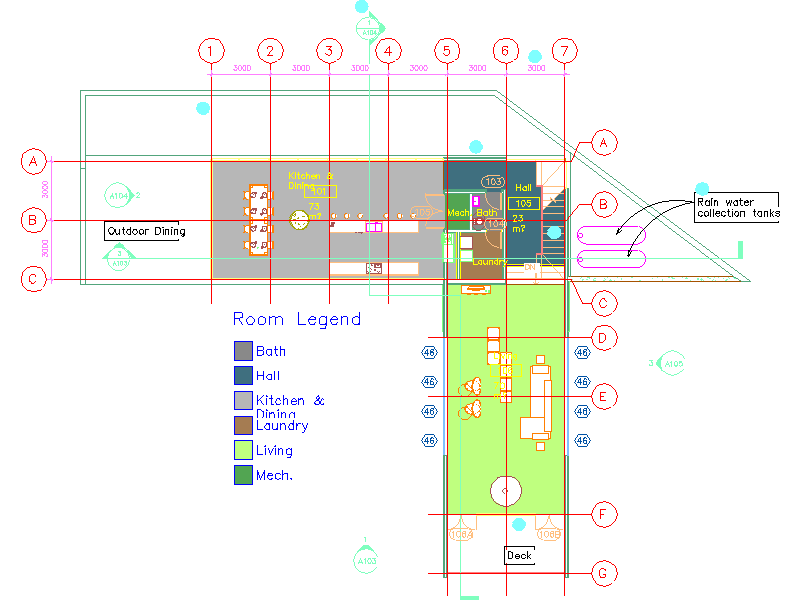 1
A104
1 2 3 4 5 6 7
3000 3000 3000 3000 3000 3000
A
A
3000
Kitchen &
Dining
101
103
Hall
105
A104 2
Rain water
collection tanks
B
73
m?
Mech
Bath
23
m?
B
104
Outdoor Dining
3000
3
A103
Laundry
DN
C
C
Room Legend
D
Bath
46
46
3 A105
Hall
46
46
E
Kitchen &
Dining
46
46
Laundry
46
46
Living
Mech.
F
106A
106B
1
A103
Deck
G